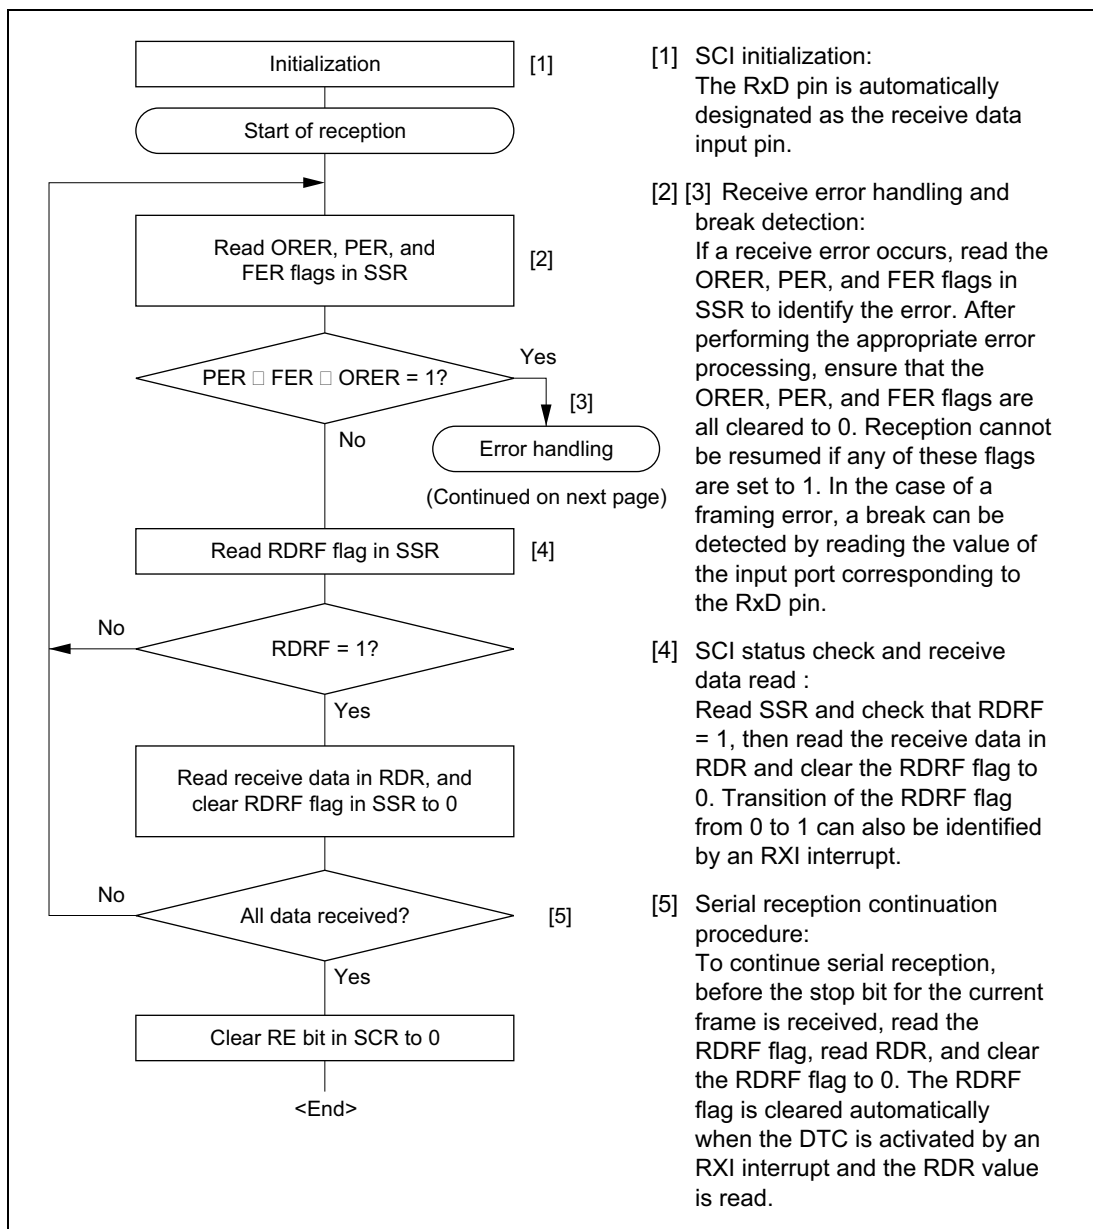 Initialization
[1]
Start of reception
Read ORER, PER, and
FER flags in SSR
[2]
PER □ FER □ ORER = 1?
Yes
[3]
No
Error handling
(Continued on next page)
Read RDRF flag in SSR
[4]
No
RDRF = 1?
Yes
Read receive data in RDR, and
clear RDRF flag in SSR to 0
No
All data received?
[5]
Yes
Clear RE bit in SCR to 0
<End>
[1] SCI initialization:
The RxD pin is automatically
designated as the receive data
input pin.
[2] [3] Receive error handling and
break detection:
If a receive error occurs, read the
ORER, PER, and FER flags in
SSR to identify the error. After
performing the appropriate error
processing, ensure that the
ORER, PER, and FER flags are
all cleared to 0. Reception cannot
be resumed if any of these flags
are set to 1. In the case of a
framing error, a break can be
detected by reading the value of
the input port corresponding to
the RxD pin.
[4] SCI status check and receive
data read :
Read SSR and check that RDRF
= 1, then read the receive data in
RDR and clear the RDRF flag to
0. Transition of the RDRF flag
from 0 to 1 can also be identified
by an RXI interrupt.
[5] Serial reception continuation
procedure:
To continue serial reception,
before the stop bit for the current
frame is received, read the
RDRF flag, read RDR, and clear
the RDRF flag to 0. The RDRF
flag is cleared automatically
when the DTC is activated by an
RXI interrupt and the RDR value
is read.